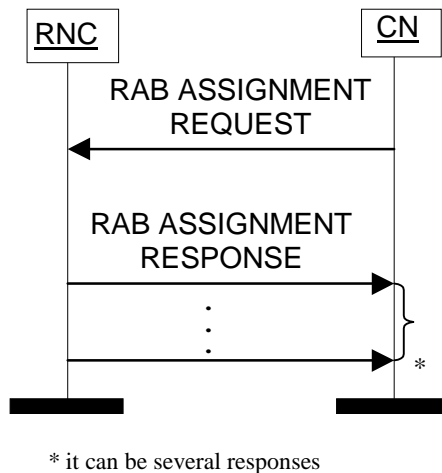 RNC
CN
RAB ASSIGNMENT
REQUEST
RAB ASSIGNMENT
RESPONSE
*
* it can be several responses